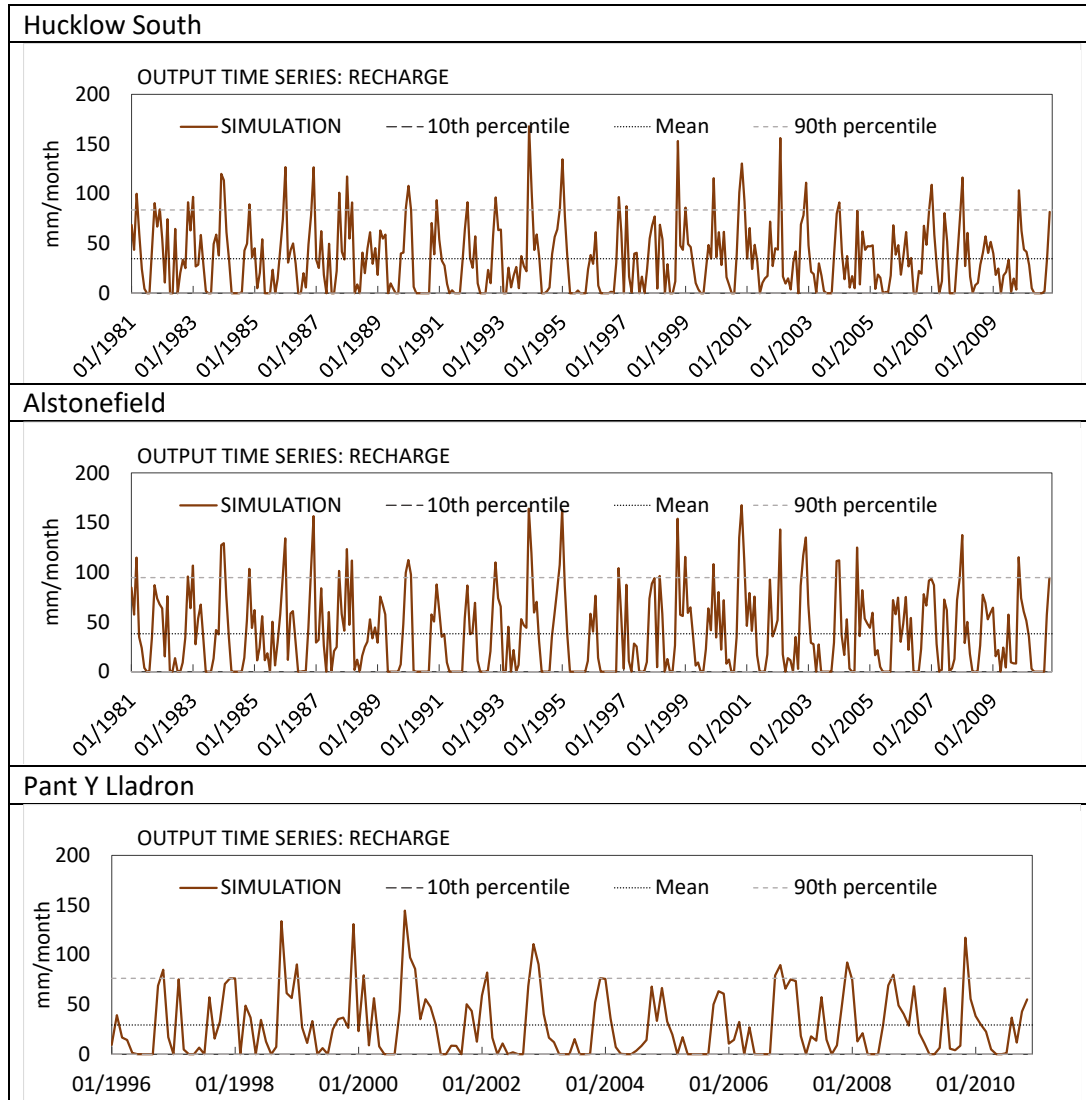 Hucklow South
OUTPUT TIME SERIES: RECHARGE
200
SIMULATION 10th percentile Mean 90th percentile
150
100
50
0
mm/month
01/1981 01/1983 01/1985 01/1987 01/1989 01/1991 01/1993 01/1995 01/1997 01/1999 01/2001 01/2003 01/2005 01/2007 01/2009
Alstonefield
OUTPUT TIME SERIES: RECHARGE
200
SIMULATION 10th percentile Mean 90th percentile
150
100
50
0
mm/month
01/1981 01/1983 01/1985 01/1987 01/1989 01/1991 01/1993 01/1995 01/1997 01/1999 01/2001 01/2003 01/2005 01/2007 01/2009
Pant Y Lladron
OUTPUT TIME SERIES: RECHARGE
200
SIMULATION 10th percentile Mean 90th percentile
150
100
50
0
mm/month
01/1996 01/1998 01/2000 01/2002 01/2004 01/2006 01/2008 01/2010